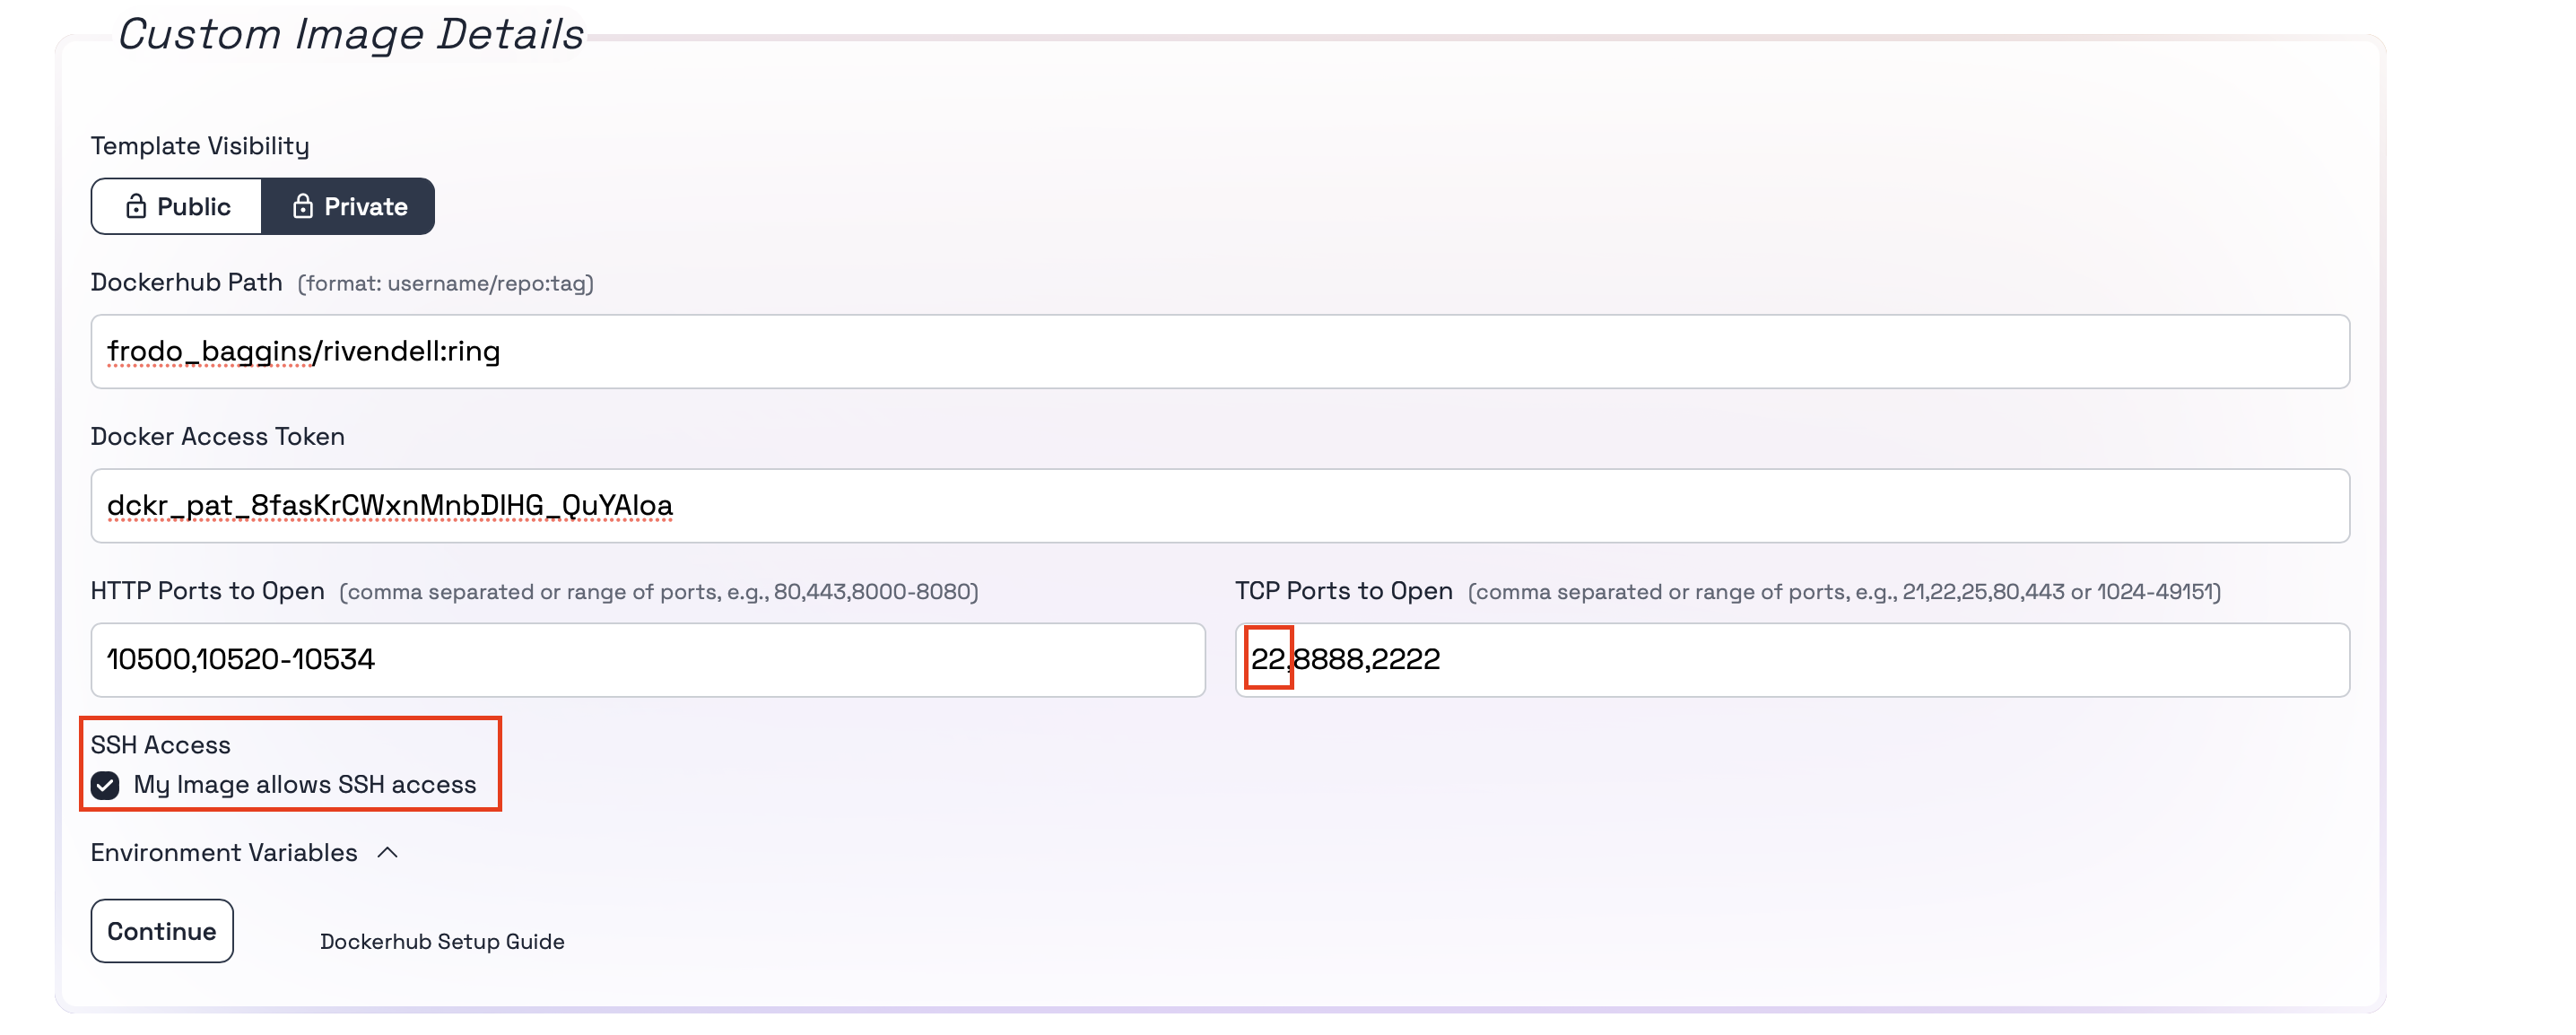 Custom Image Details
Template Visibility
Public Private
Dockerhub Path (format: username/repo:tag)
frodo_baggins/rivendell:ring
Docker Access Token
dckr_pat_8fasKrCWxnMnbDlHG_QuYAloa
HTTP Ports to Open (comma separated or range of ports, e.g., 80,443,8000-8080)
10500,10520-10534
TCP Ports to Open (comma separated or range of ports, e.g., 21,22,25,80,443 or 1024-49151)
22,8888,2222
SSH Access
My Image allows SSH access
Environment Variables
Continue
Dockerhub Setup Guide